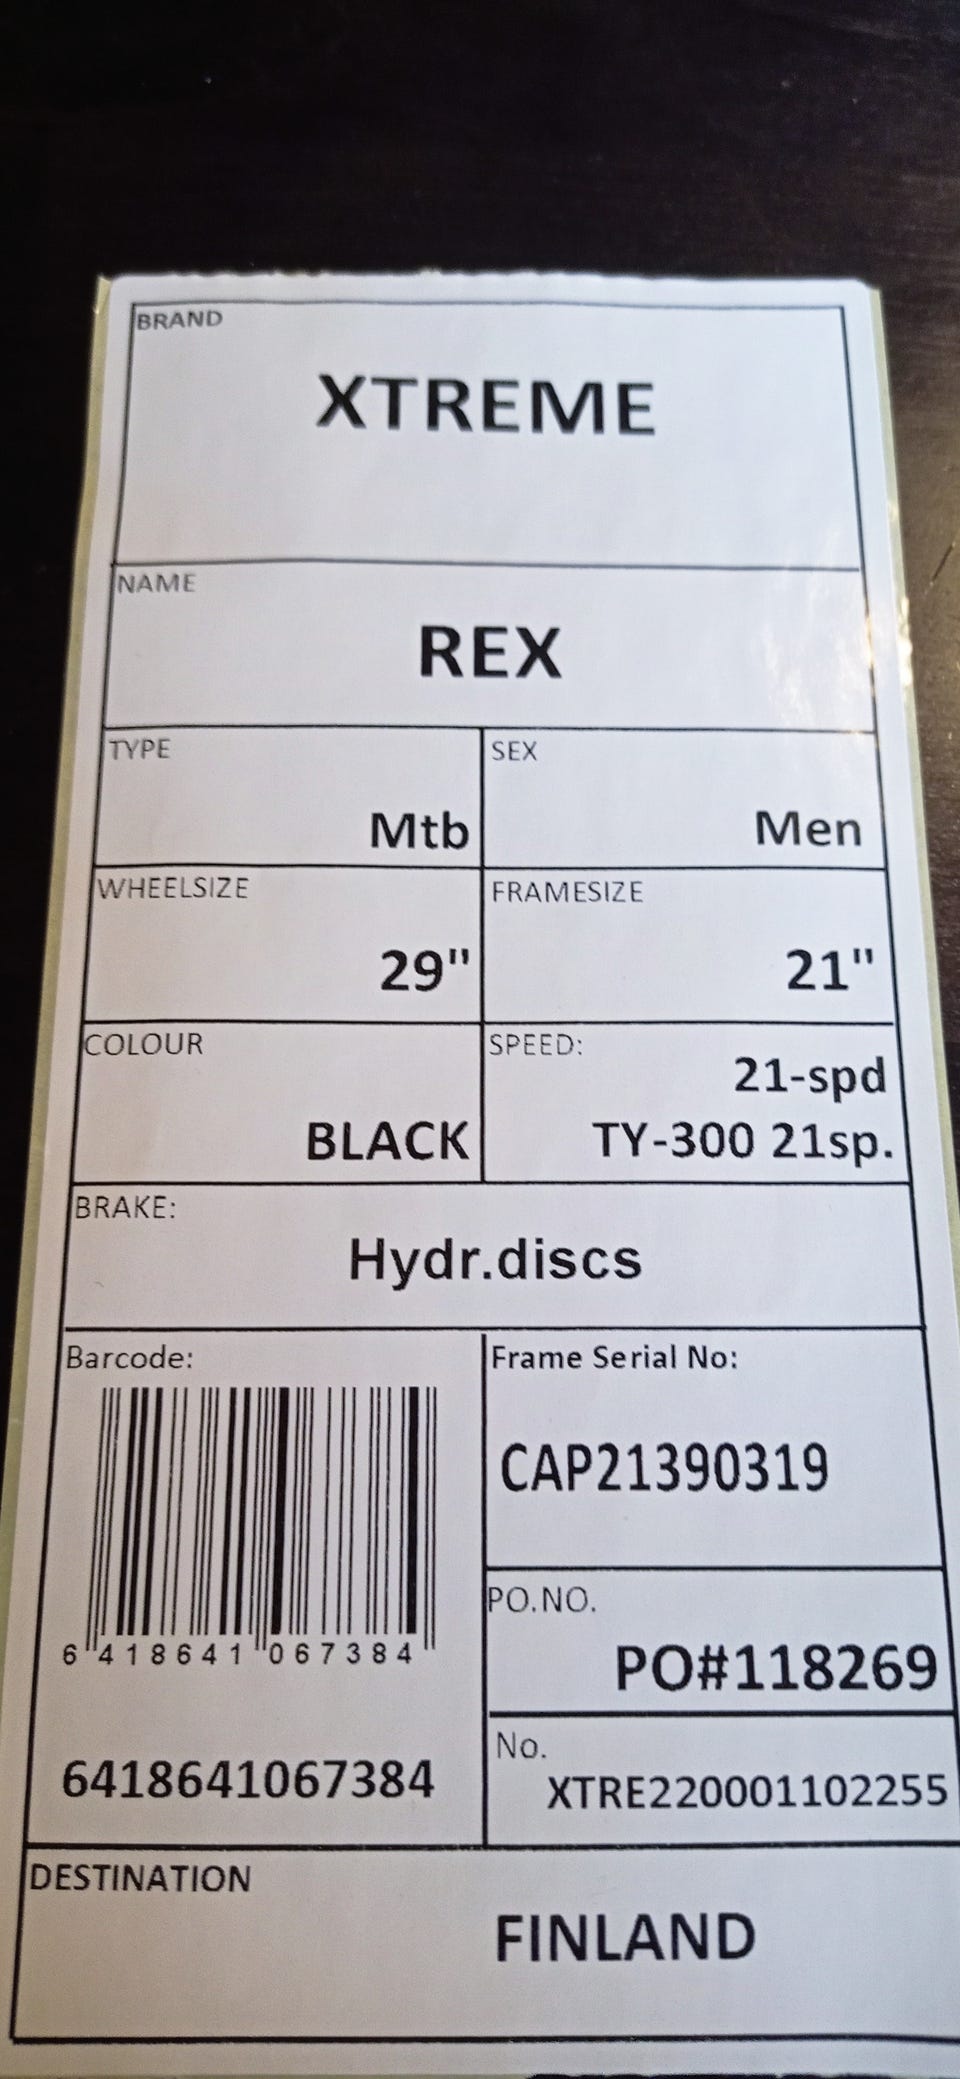 BRAND
XTREME
NAME
REX
TYPE
Mtb
SEX
Men
WHEELSIZE
29"
FRAMESIZE
21"
COLOUR
BLACK
SPEED:
21-spd
TY-300 21sp.
BRAKE:
Hydr.discs
Barcode:
6 418641 067384
6418641067384
Frame Serial No:
CAP21390319
PO.NO.
PO#118269
No.
XTRE220001102255
DESTINATION
FINLAND